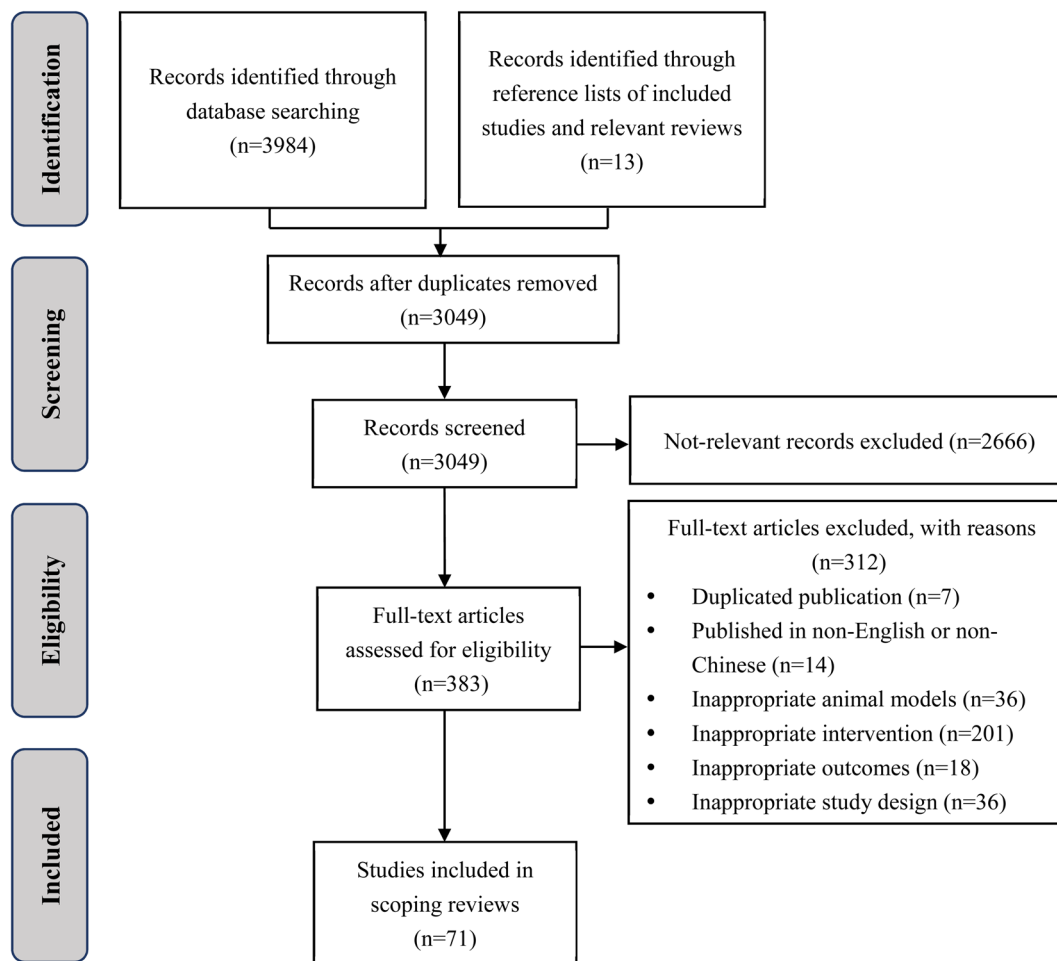 Identification
Records identified through
database searching
(n=3984)
Records identified through
reference lists of included
studies and relevant reviews
(n=13)
Screening
Records after duplicates removed
(n=3049)
Records screened
(n=3049)
Not-relevant records excluded (n=2666)
Eligibility
Full-text articles
assessed for eligibility
(n=383)
Full-text articles excluded, with reasons
(n=312)
• Duplicated publication (n=7)
• Published in non-English or non-
Chinese (n=14)
• Inappropriate animal models (n=36)
• Inappropriate intervention (n=201)
• Inappropriate outcomes (n=18)
• Inappropriate study design (n=36)
Included
Studies included in
scoping reviews
(n=71)